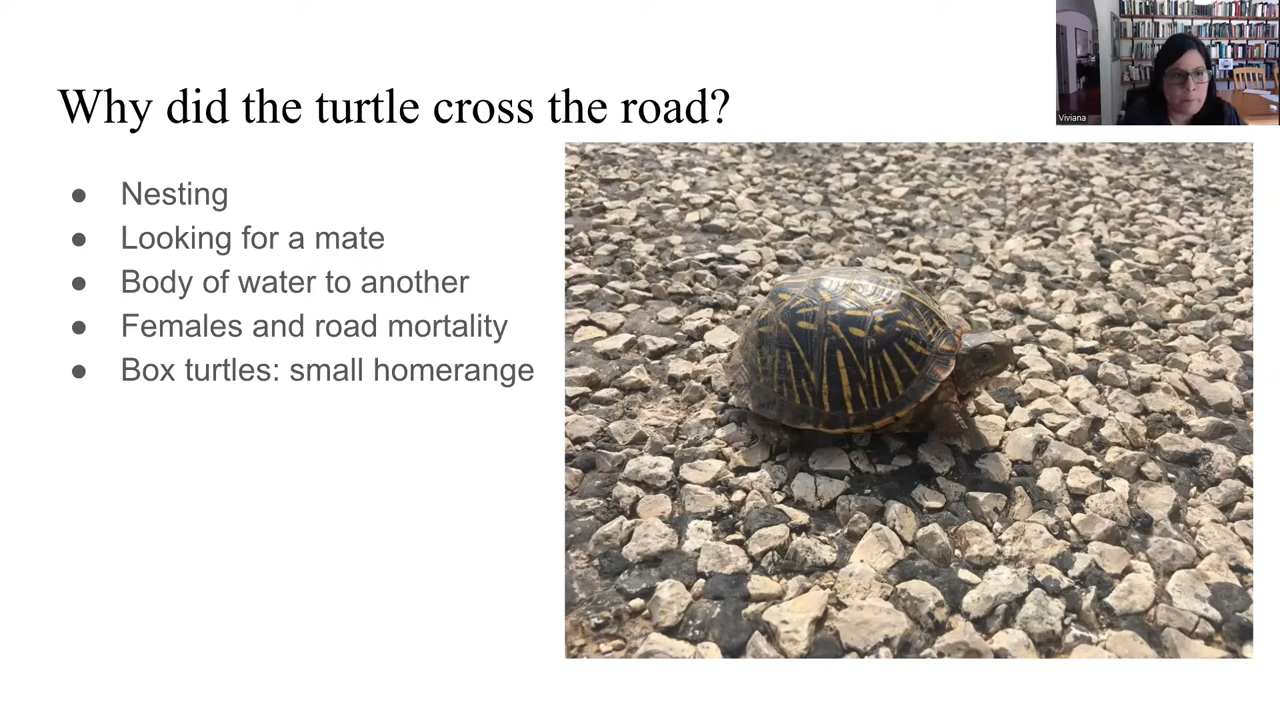 Why did the turtle cross the road?
● Nesting
● Looking for a mate
● Body of water to another
● Females and road mortality
● Box turtles: small homerange
Viviana